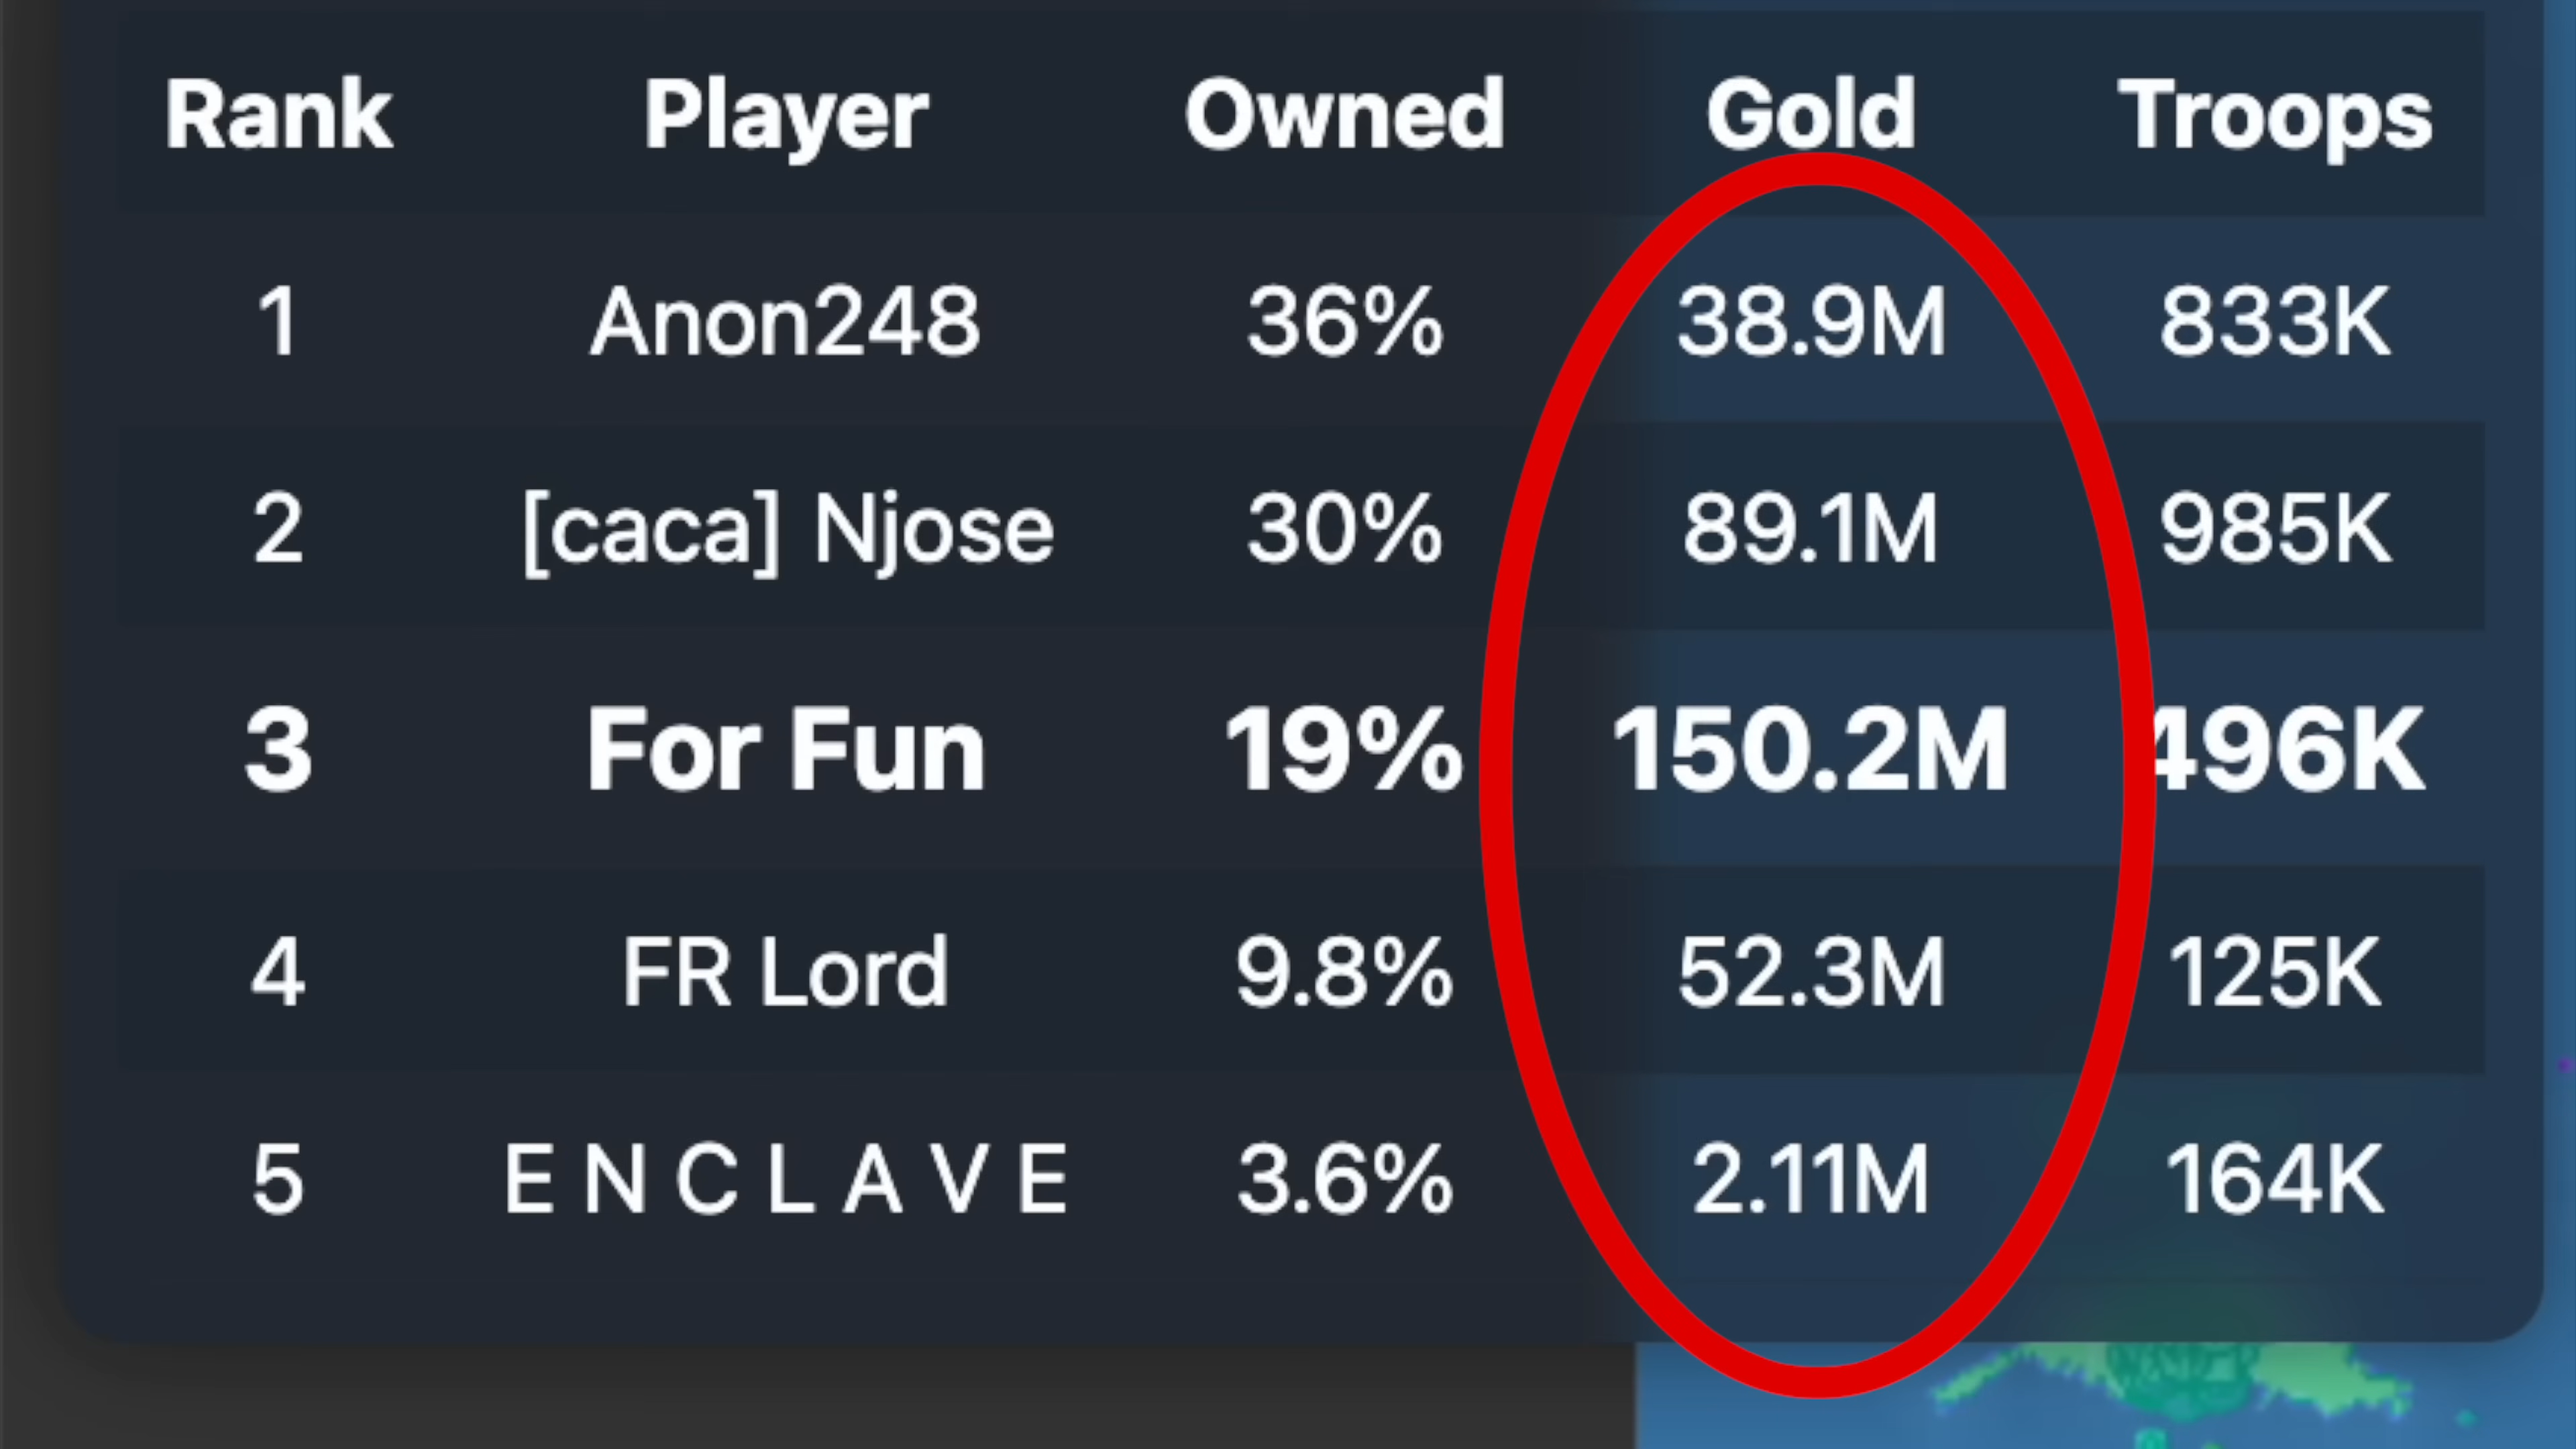 Rank Player Owned Gold Troops
1 Anon248 36% 38.9M 833K
2 [caca] Njose 30% 89.1M 985K
3 For Fun 19% 150.2M 496K
4 FR Lord 9.8% 52.3M 125K
5 E N C L A V E 3.6% 2.11M 164K